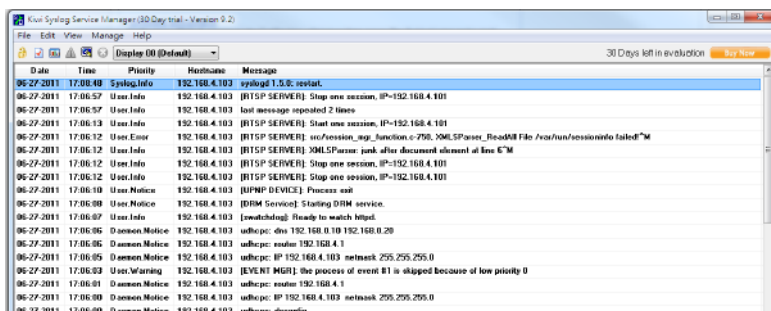 Kiwi Syslog Service Manager (30 Day trial - Version 9.2)
File Edit View Manage Help
Display 00 (Default)
30 Days left in evaluation
Buy Now
Date Time Priority Hostname Message
06-27-2011 17:08:48 Syslog.Info 192.168.4.103 syslogd 1.5.0: restart.
06-27-2011 17:06:57 User.Info 192.168.4.103 [RTSP SERVER]: Stop one session, IP=192.168.4.101
06-27-2011 17:06:57 User.Info 192.168.4.103 last message repeated 2 times
06-27-2011 17:06:13 User.Info 192.168.4.103 [RTSP SERVER]: Start one session, IP=192.168.4.101
06-27-2011 17:06:12 User.Error 192.168.4.103 [RTSP SERVER]: src/session_mgr_function.c-750, XMLSParser_ReadAll File /var/run/sessioninfo failed!^M
06-27-2011 17:06:12 User.Info 192.168.4.103 [RTSP SERVER]: XMLSParser: junk after document element at line 6^M
06-27-2011 17:06:12 User.Info 192.168.4.103 [RTSP SERVER]: Stop one session, IP=192.168.4.101
06-27-2011 17:06:12 User.Info 192.168.4.103 [RTSP SERVER]: Stop one session, IP=192.168.4.101
06-27-2011 17:06:10 User.Notice 192.168.4.103 [UPNP DEVICE]: Process exit
06-27-2011 17:06:08 User.Notice 192.168.4.103 [DRM Service]: Starting DRM service.
06-27-2011 17:06:07 User.Info 192.168.4.103 [swatchdog]: Ready to watch httpd.
06-27-2011 17:06:06 Daemon.Notice 192.168.4.103 udhcpc: dns 192.168.0.10 192.168.0.20
06-27-2011 17:06:06 Daemon.Notice 192.168.4.103 udhcpc: router 192.168.4.1
06-27-2011 17:06:05 Daemon.Notice 192.168.4.103 udhcpc: IP 192.168.4.103 netmask 255.255.255.0
06-27-2011 17:06:03 User.Warning 192.168.4.103 [EVENT MGR]: the process of event #1 is skipped because of low priority 0
06-27-2011 17:06:01 Daemon.Notice 192.168.4.103 udhcpc: router 192.168.4.1
06-27-2011 17:06:00 Daemon.Notice 192.168.4.103 udhcpc: IP 192.168.4.103 netmask 255.255.255.0
06-27-2011 17:06:00 Daemon.Notice 192.168.4.103 udhcpc: deconfig